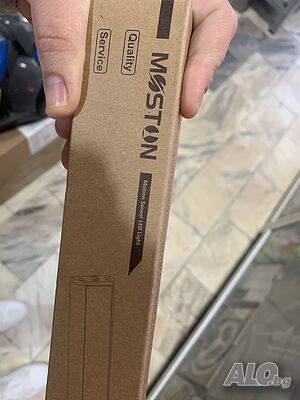 MOSTON
Quality
Service
Motion Sensor LED Light
ALO.bg